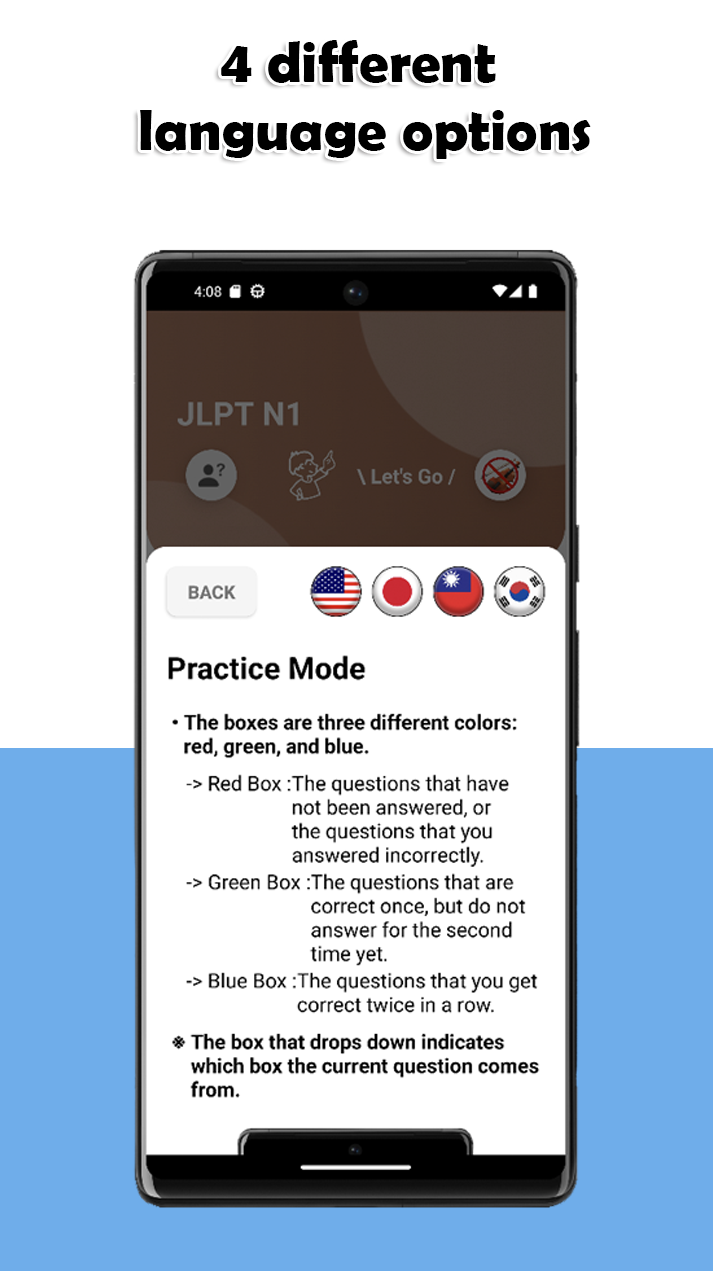 4 different
language options
4:08
JLPT N1
?
\ Let's Go /
BACK
Practice Mode
• The boxes are three different colors:
red, green, and blue.
-> Red Box :The questions that have
not been answered, or
the questions that you
answered incorrectly.
-> Green Box :The questions that are
correct once, but do not
answer for the second
time yet.
-> Blue Box :The questions that you get
correct twice in a row.
※ The box that drops down indicates
which box the current question comes
from.